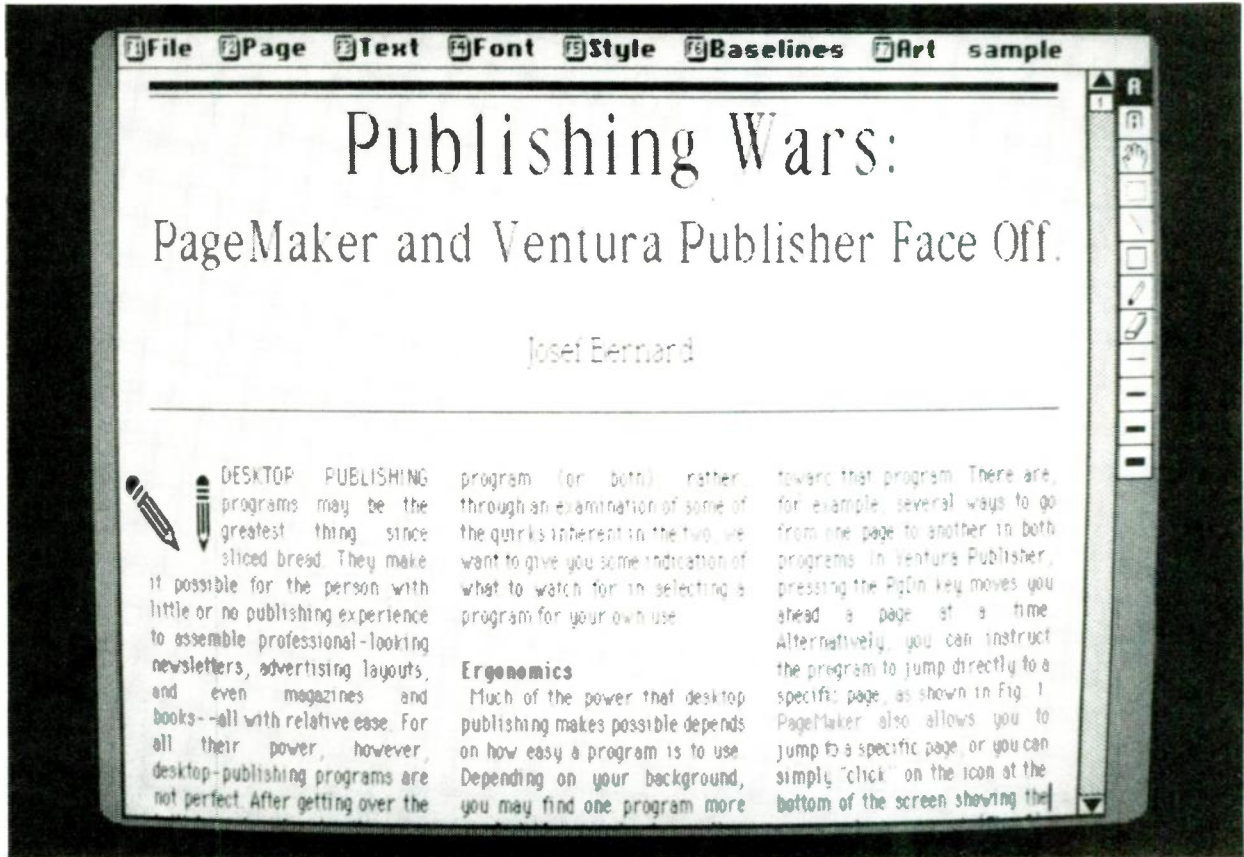 F1 File F2 Page F3 Text F4 Font F5 Style F6 Baselines F7 Art sample
Publishing Wars:
PageMaker and Ventura Publisher Face Off.
Josef Bernard
DESKTOP PUBLISHING
programs may be the
greatest thing since
sliced bread. They make
it possible for the person with
little or no publishing experience
to assemble professional-looking
newsletters, advertising layouts,
and even magazines and
books--all with relative ease. For
all their power, however,
desktop-publishing programs are
not perfect. After getting over the
program (or both) rather,
through an examination of some of
the quirks inherent in the two, we
want to give you some indication of
what to watch for in selecting a
program for your own use.
Ergonomics
Much of the power that desktop
publishing makes possible depends
on how easy a program is to use.
Depending on your background,
you may find one program more
toward that program. There are,
for example, several ways to go
from one page to another in both
programs. In Ventura Publisher,
pressing the PgDn key moves you
ahead a page at a time.
Alternatively, you can instruct
the program to jump directly to a
specific page, as shown in Fig. 1.
PageMaker also allows you to
jump to a specific page, or you can
simply "click" on the icon at the
bottom of the screen showing the
A
1